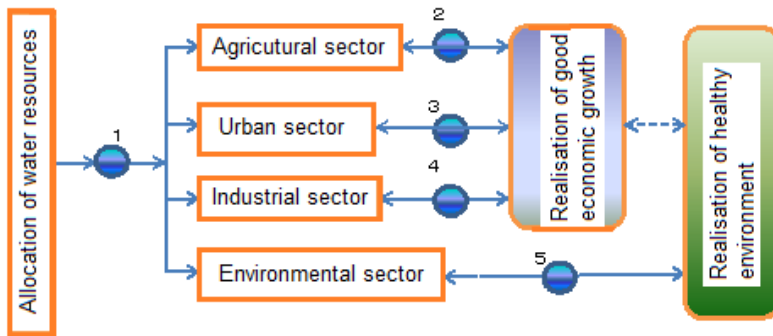 Allocation of water resources
1
Agricutural sector
Urban sector
Industrial sector
Environmental sector
2
3
4
5
Realisation of good
economic growth
Realisation of healthy
environment